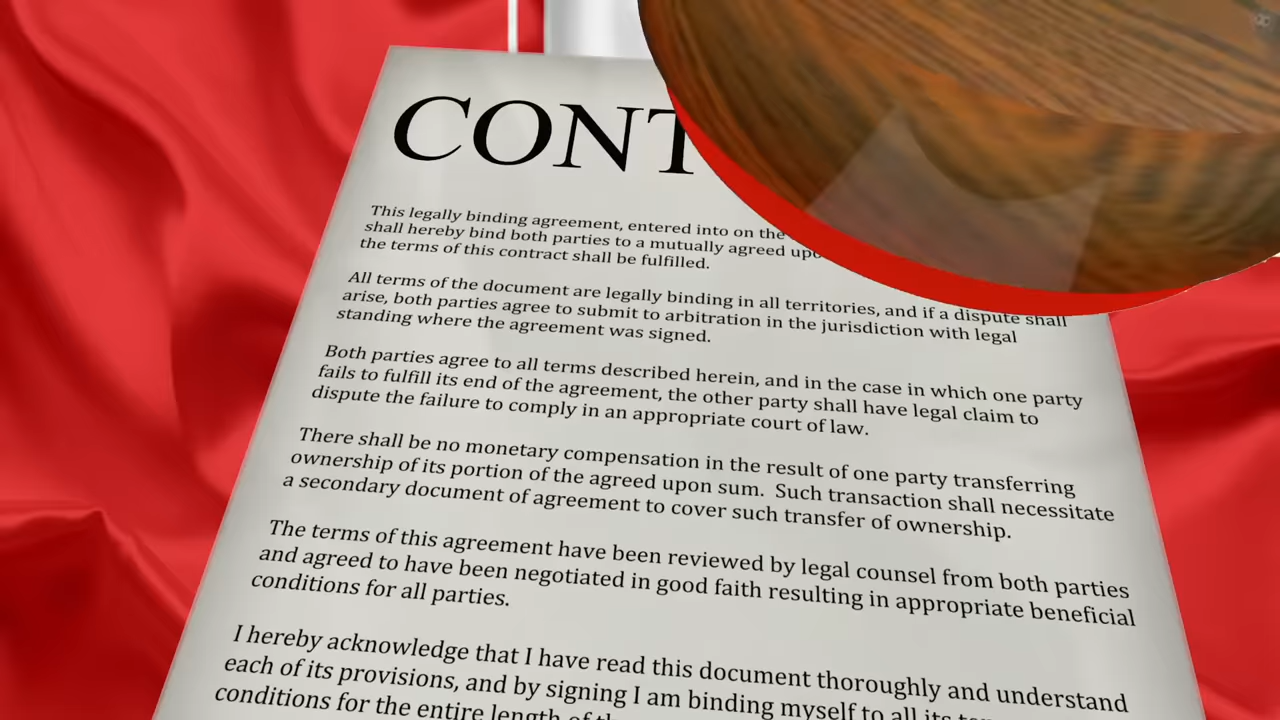 CONT
This legally binding agreement, entered into on the
shall hereby bind both parties to a mutually agreed upo
the terms of this contract shall be fulfilled.
All terms of the document are legally binding in all territories, and if a dispute shall
arise, both parties agree to submit to arbitration in the jurisdiction with legal
standing where the agreement was signed.
Both parties agree to all terms described herein, and in the case in which one party
fails to fulfill its end of the agreement, the other party shall have legal claim to
dispute the failure to comply in an appropriate court of law.
There shall be no monetary compensation in the result of one party transferring
ownership of its portion of the agreed upon sum.  Such transaction shall necessitate
a secondary document of agreement to cover such transfer of ownership.
The terms of this agreement have been reviewed by legal counsel from both parties
and agreed to have been negotiated in good faith resulting in appropriate beneficial
conditions for all parties.
I hereby acknowledge that I have read this document thoroughly and understand
each of its provisions, and by signing I am binding myself to all its
conditions for the entire length of